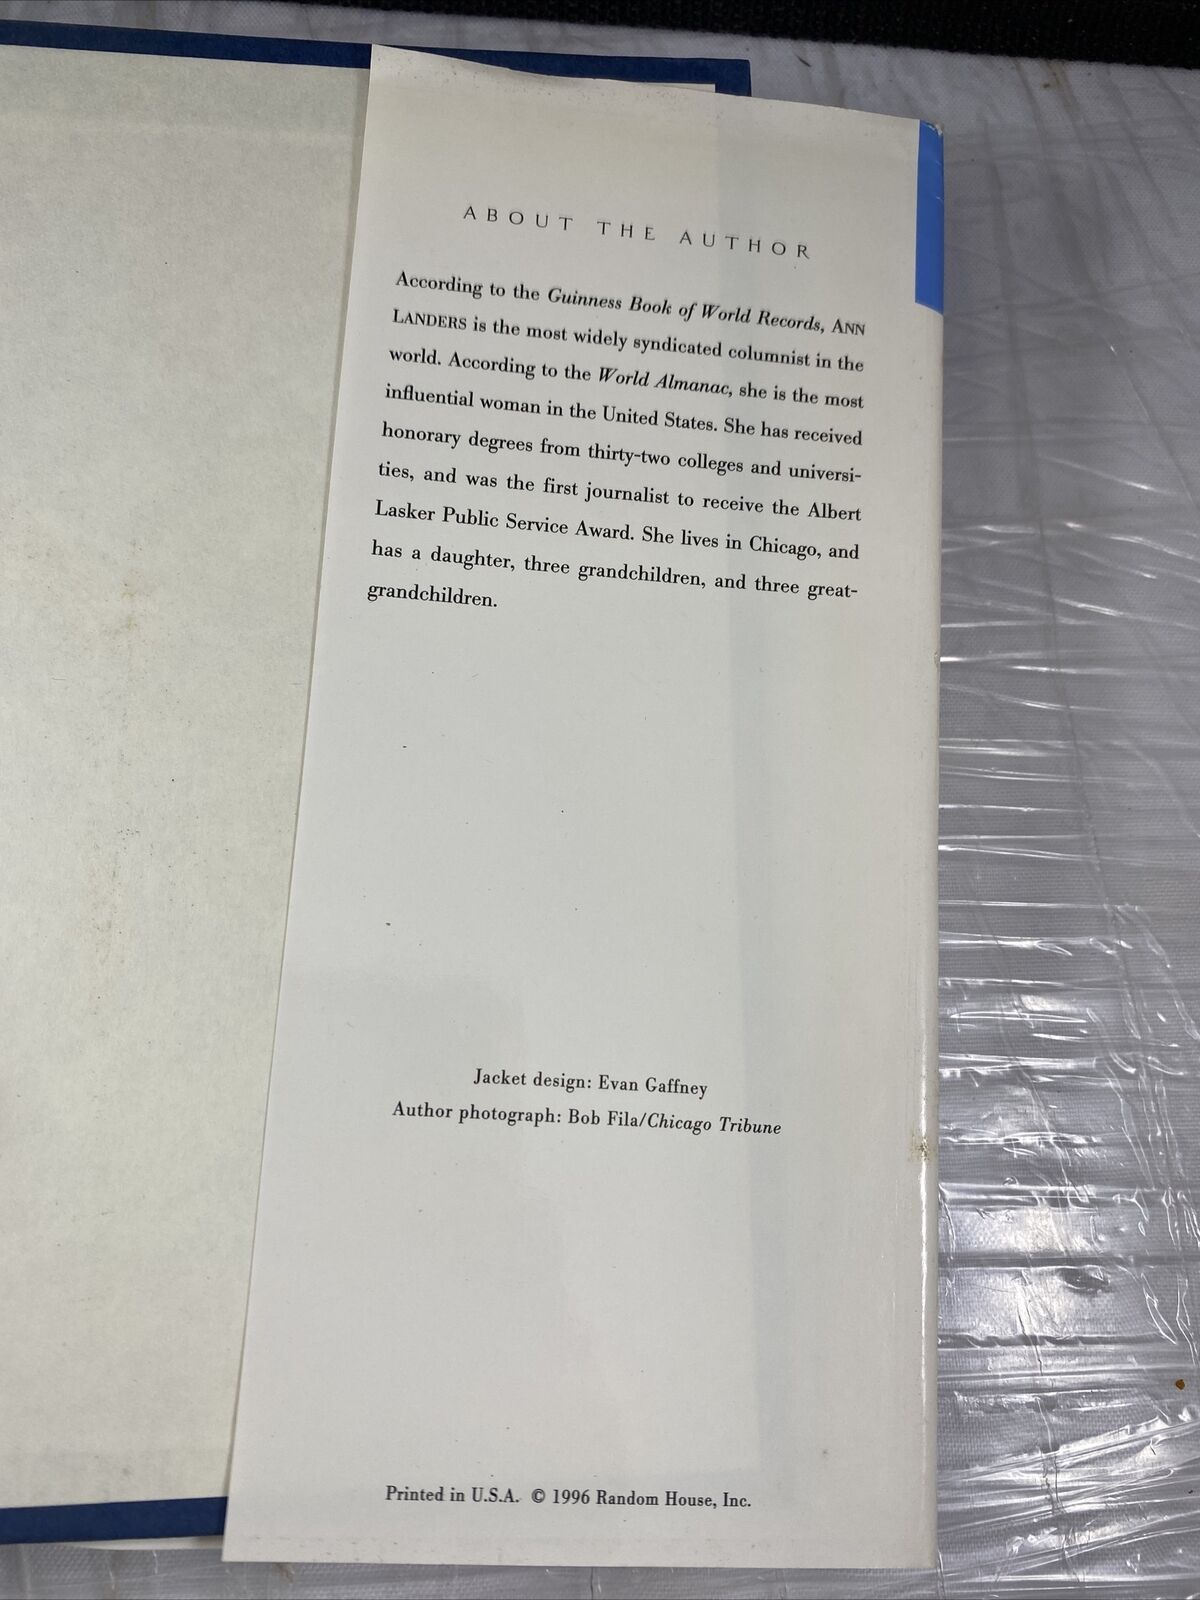 ABOUT THE AUTHOR
According to the Guinness Book of World Records, ANN
LANDERS is the most widely syndicated columnist in the
world. According to the World Almanac, she is the most
influential woman in the United States. She has received
honorary degrees from thirty-two colleges and universi-
ties, and was the first journalist to receive the Albert
Lasker Public Service Award. She lives in Chicago, and
has a daughter, three grandchildren, and three great-
grandchildren.
Jacket design: Evan Gaffney
Author photograph: Bob Fila/Chicago Tribune
Printed in U.S.A. © 1996 Random House, Inc.